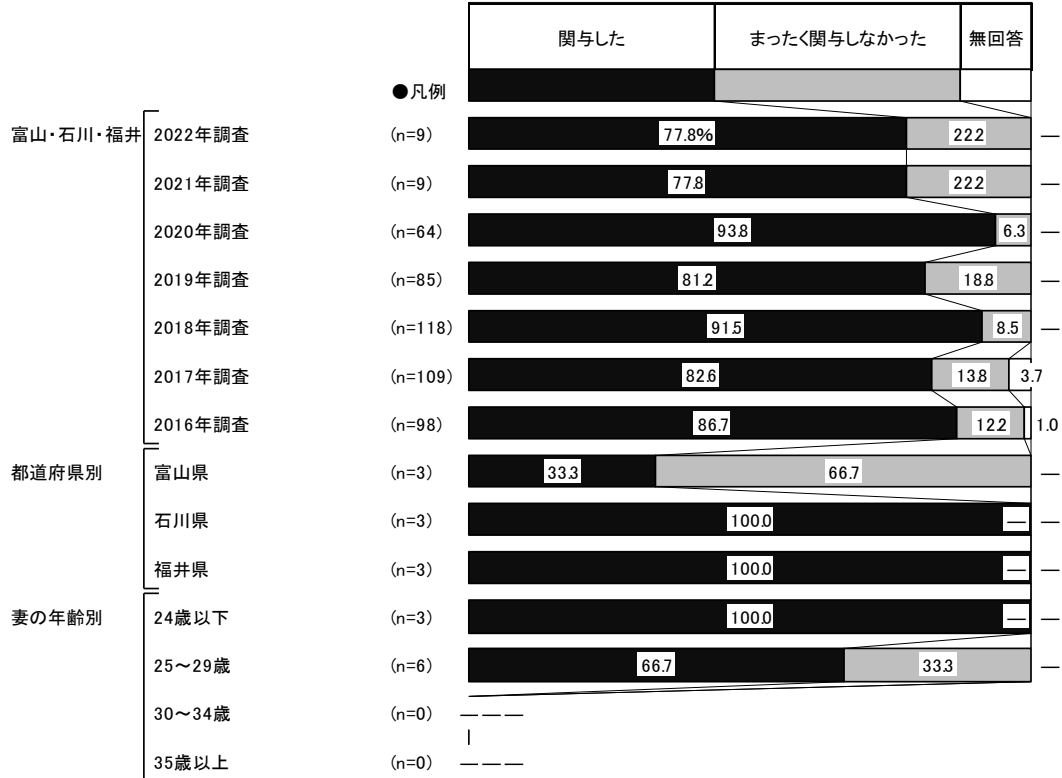 関与した まったく関与しなかった 無回答
●凡例
富山・石川・福井 2022年調査 (n=9) 77.8% 22.2 —
2021年調査 (n=9) 77.8 22.2 —
2020年調査 (n=64) 93.8 6.3 —
2019年調査 (n=85) 81.2 18.8 —
2018年調査 (n=118) 91.5 8.5 —
2017年調査 (n=109) 82.6 13.8 3.7
2016年調査 (n=98) 86.7 12.2 1.0
都道府県別 富山県 (n=3) 33.3 66.7 —
石川県 (n=3) 100.0 — —
福井県 (n=3) 100.0 — —
妻の年齢別 24歳以下 (n=3) 100.0 — —
25~29歳 (n=6) 66.7 33.3 —
30~34歳 (n=0) — — —
35歳以上 (n=0) — — —